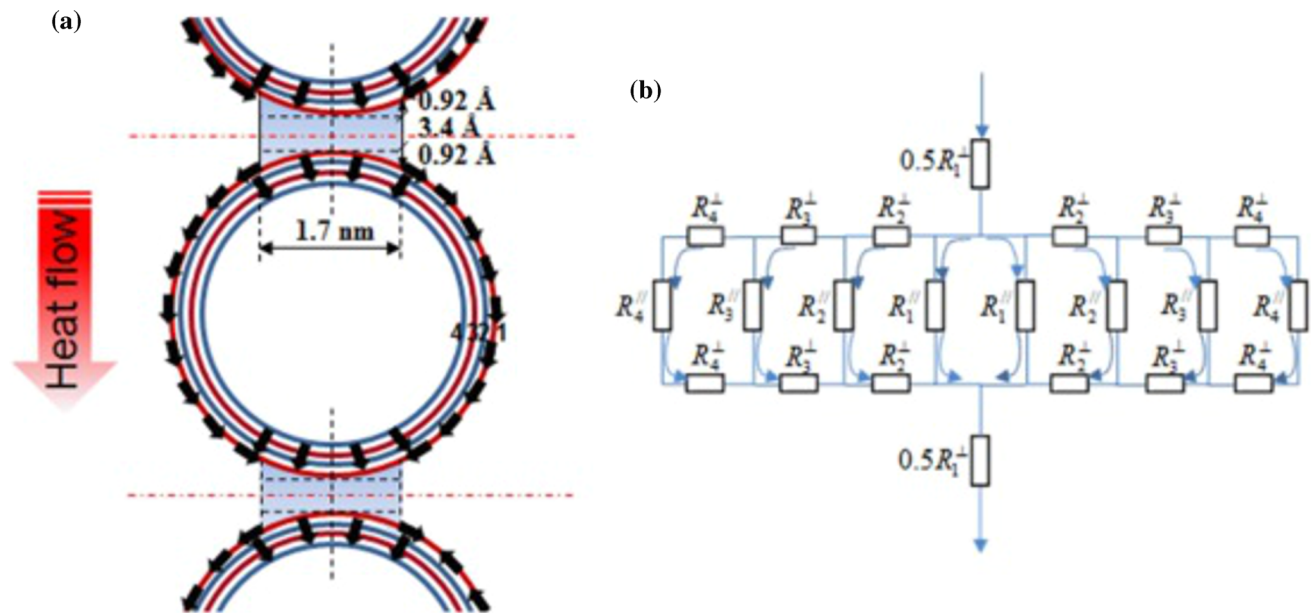 (a)
0.92 Å
3.4 Å
0.92 Å
1.7 nm
Heat flow
4 3 2 1
(b)
0.5R₁^⊥
R₄^⊥ R₃^⊥ R₂^⊥ R₂^⊥ R₃^⊥ R₄^⊥
R₄^// R₃^// R₂^// R₁^// R₁^// R₂^// R₃^// R₄^//
R₄^⊥ R₃^⊥ R₂^⊥ R₂^⊥ R₃^⊥ R₄^⊥
0.5R₁^⊥